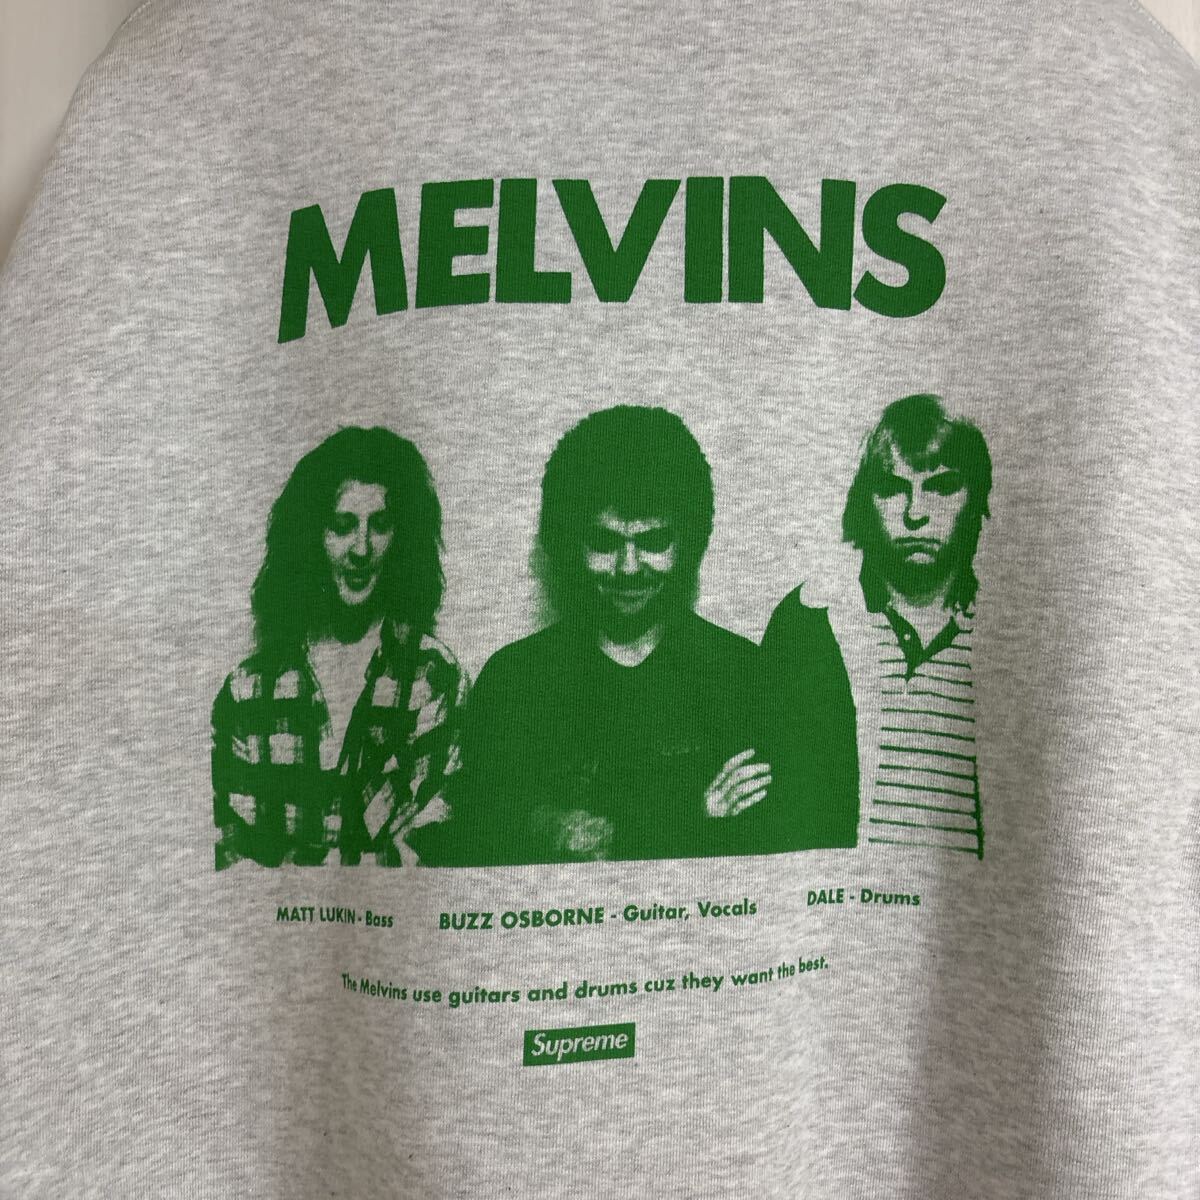 MELVINS
MATT LUKIN - Bass BUZZ OSBORNE - Guitar, Vocals DALE - Drums
The Melvins use guitars and drums cuz they want the best.
Supreme